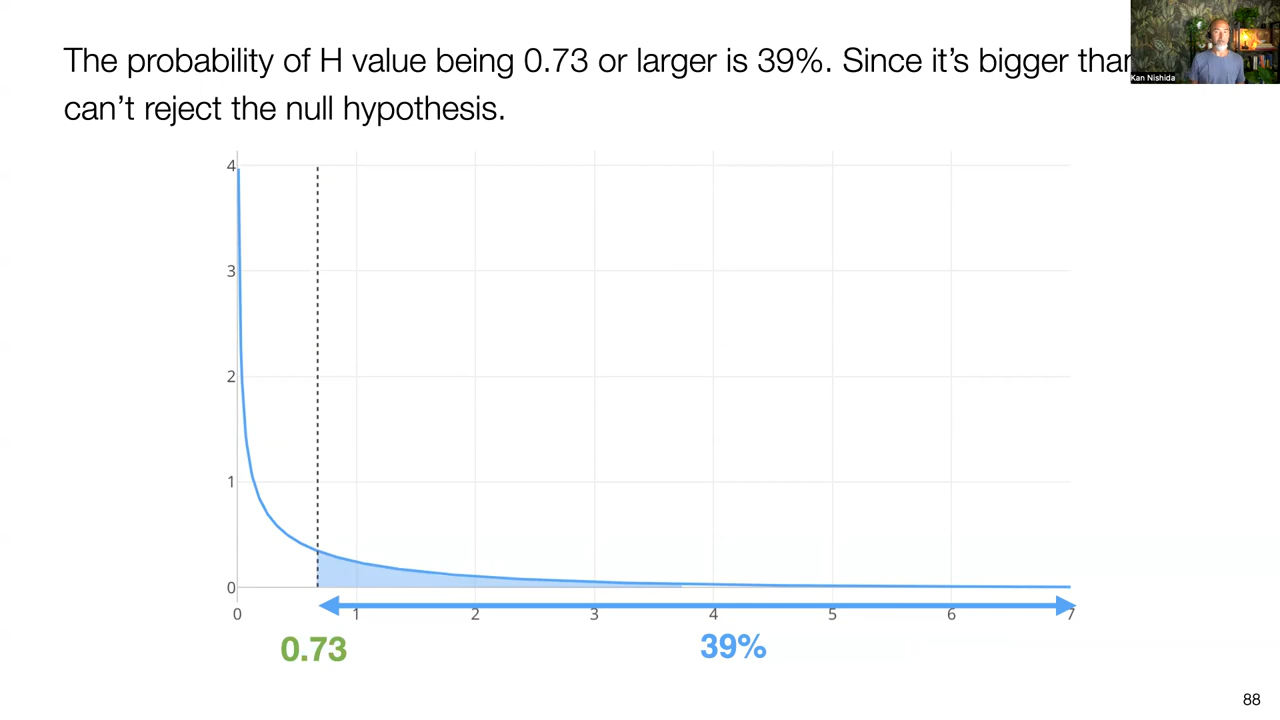 The probability of H value being 0.73 or larger is 39%. Since it’s bigger than
can’t reject the null hypothesis.
Kan Nishida
4
3
2
1
0
0 1 2 3 4 5 6 7
0.73 39%
88